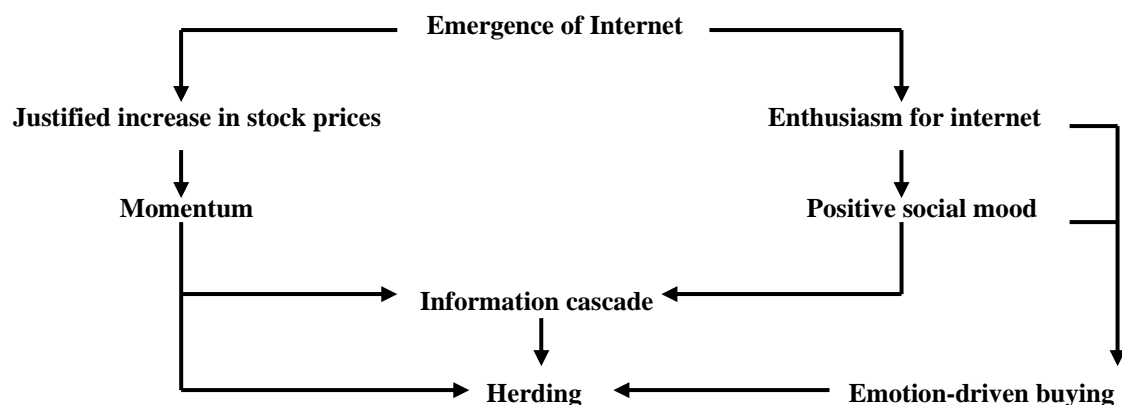 Emergence of Internet
Justified increase in stock prices
Enthusiasm for internet
Momentum
Positive social mood
Information cascade
Herding
Emotion-driven buying